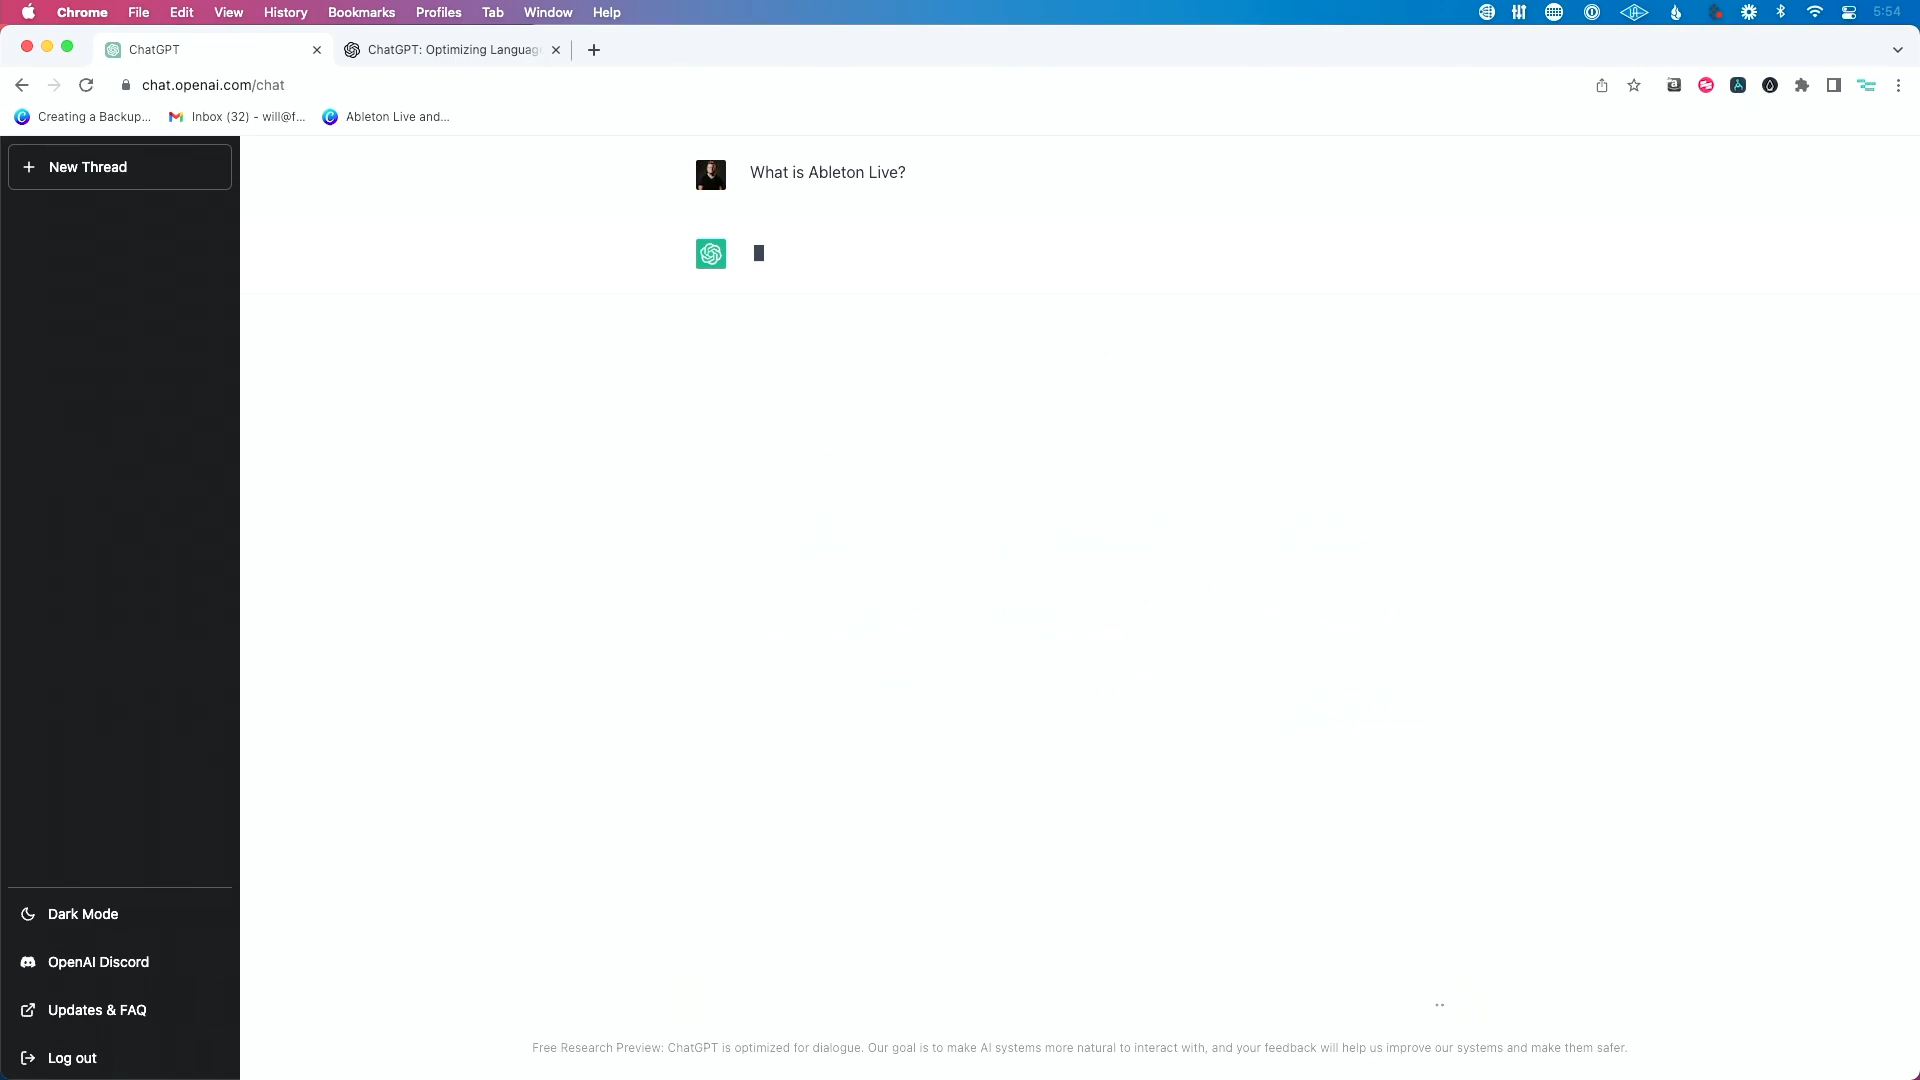 Chrome File Edit View History Bookmarks Profiles Tab Window Help 5:54
ChatGPT ChatGPT: Optimizing Languag
chat.openai.com/chat
Creating a Backup... Inbox (32) - will@f... Ableton Live and...
New Thread
What is Ableton Live?
Dark Mode
OpenAI Discord
Updates & FAQ
Log out
Free Research Preview: ChatGPT is optimized for dialogue. Our goal is to make AI systems more natural to interact with, and your feedback will help us improve our systems and make them safer.